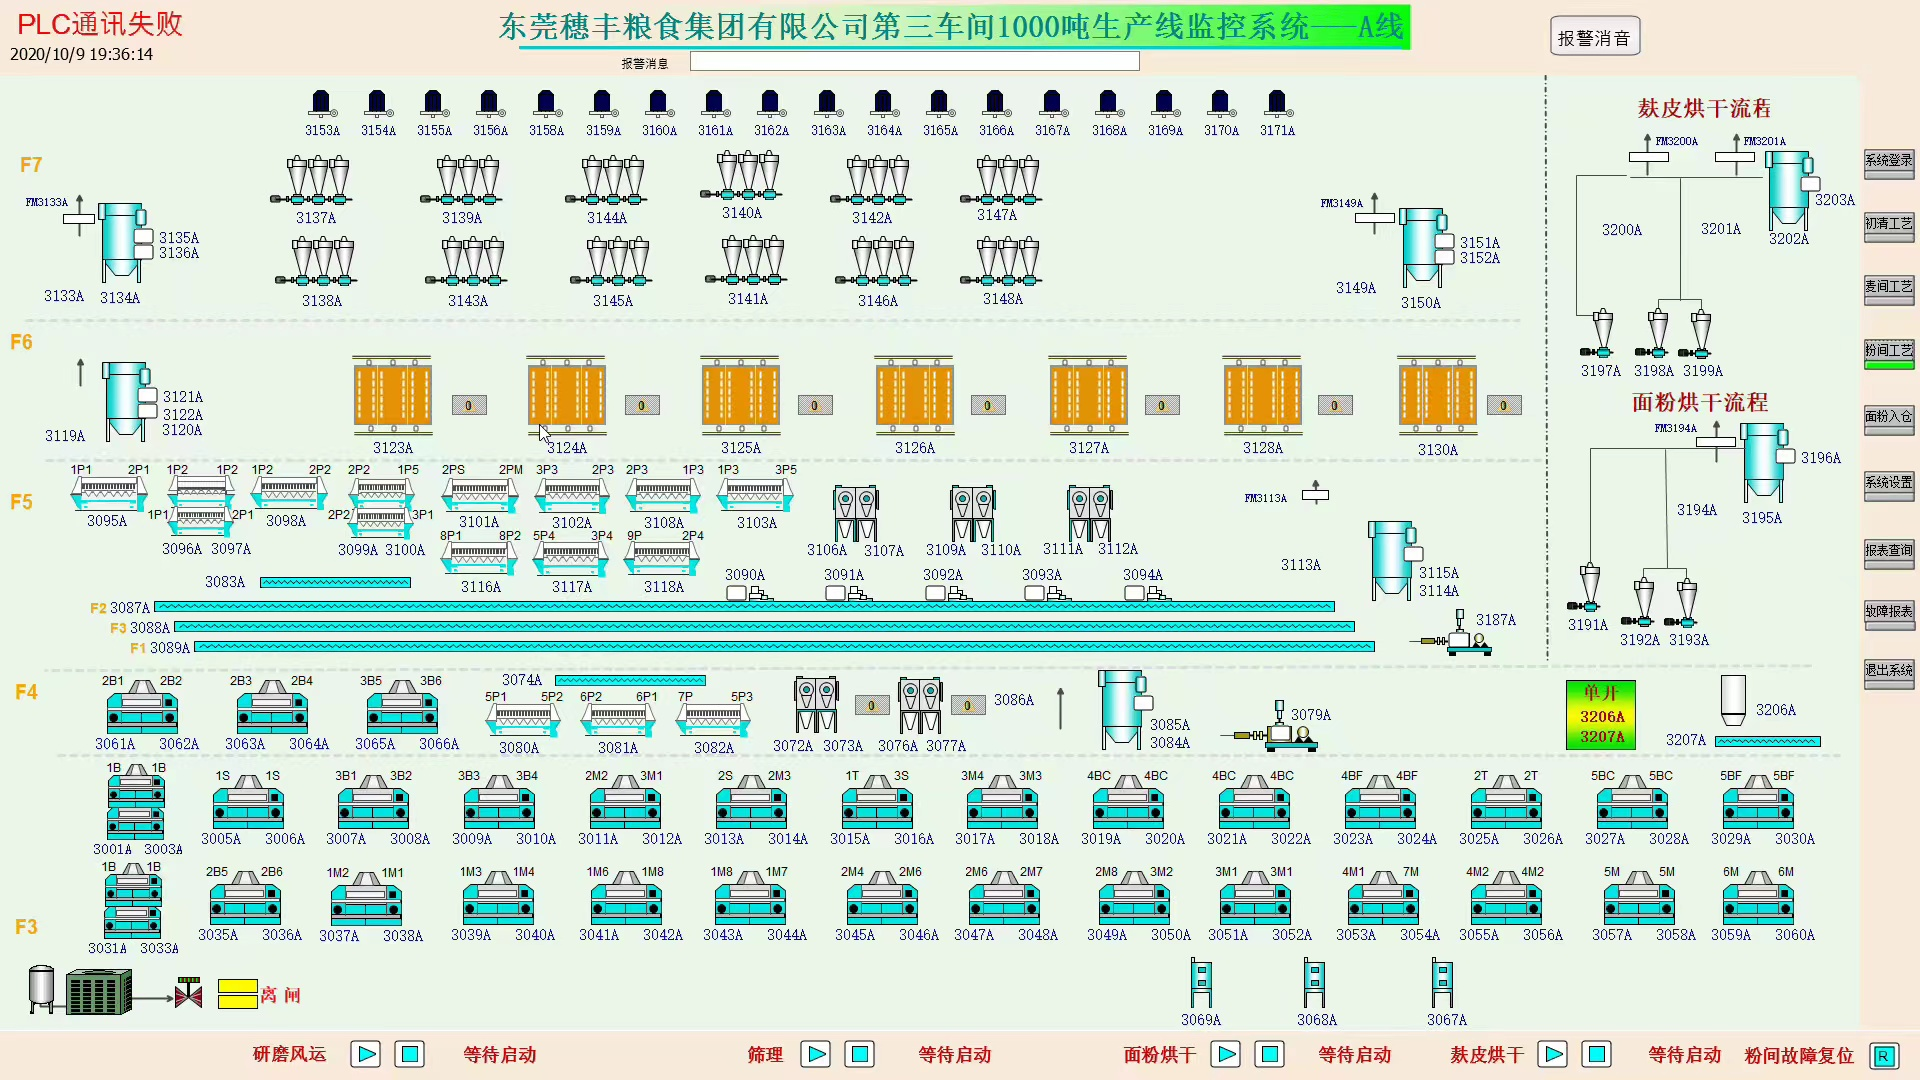 PLC通讯失败
2020/10/9 19:36:14
东莞穗丰粮食集团有限公司第三车间1000吨生产线监控系统——A线
报警消息
报警消音
3153A 3154A 3155A 3156A 3158A 3159A 3160A 3161A 3162A 3163A 3164A 3165A 3166A 3167A 3168A 3169A 3170A 3171A
F7
FM3133A
3135A
3136A
3133A 3134A
3137A 3139A 3144A 3140A 3142A 3147A
3138A 3143A 3145A 3141A 3146A 3148A
FM3149A
3151A
3152A
3149A 3150A
F6
3121A
3122A
3120A
3119A
0 0 0 0 0 0 0
3123A 3124A 3125A 3126A 3127A 3128A 3130A
F5
1P1 2P1 1P2 1P2 1P2 2P2 2P2 1P5 2PS 2PM 3P3 2P3 2P3 1P3 1P3 3P5
3095A 1P1 2P1 3098A 2P2 3P1 3101A 3102A 3108A 3103A
3096A 3097A 3099A 3100A
8P1 8P2 5P4 3P4 9P 2P4
3116A 3117A 3118A
3106A 3107A 3109A 3110A 3111A 3112A
FM3113A
3113A
3115A
3114A
3083A
3090A 3091A 3092A 3093A 3094A
F2 3087A
F3 3088A
F1 3089A
3187A
F4
2B1 2B2 2B3 2B4 3B5 3B6
3061A 3062A 3063A 3064A 3065A 3066A
3074A
5P1 5P2 6P2 6P1 7P 5P3
3080A 3081A 3082A
0 0
3072A 3073A 3076A 3077A
3086A
3085A
3084A
3079A
单开
3206A
3207A
3206A
3207A
1B 1B 1S 1S 3B1 3B2 3B3 3B4 2M2 3M1 2S 2M3 1T 3S 3M4 3M3 4BC 4BC 4BC 4BC 4BF 4BF 2T 2T 5BC 5BC 5BF 5BF
3001A 3003A 3005A 3006A 3007A 3008A 3009A 3010A 3011A 3012A 3013A 3014A 3015A 3016A 3017A 3018A 3019A 3020A 3021A 3022A 3023A 3024A 3025A 3026A 3027A 3028A 3029A 3030A
F3
1B 1B 2B5 2B6 1M2 1M1 1M3 1M4 1M6 1M8 1M8 1M7 2M4 2M6 2M6 2M7 2M8 3M2 3M1 3M1 4M1 7M 4M2 4M2 5M 5M 6M 6M
3031A 3033A 3035A 3036A 3037A 3038A 3039A 3040A 3041A 3042A 3043A 3044A 3045A 3046A 3047A 3048A 3049A 3050A 3051A 3052A 3053A 3054A 3055A 3056A 3057A 3058A 3059A 3060A
离闸
3069A 3068A 3067A
麸皮烘干流程
FM3200A FM3201A
3203A
3200A 3201A 3202A
3197A 3198A 3199A
面粉烘干流程
FM3194A
3196A
3194A 3195A
3191A 3192A 3193A
系统登录
初清工艺
麦间工艺
粉间工艺
面粉入仓
系统设置
报表查询
故障报表
退出系统
研磨风运 等待启动 筛理 等待启动 面粉烘干 等待启动 麸皮烘干 等待启动 粉间故障复位 R